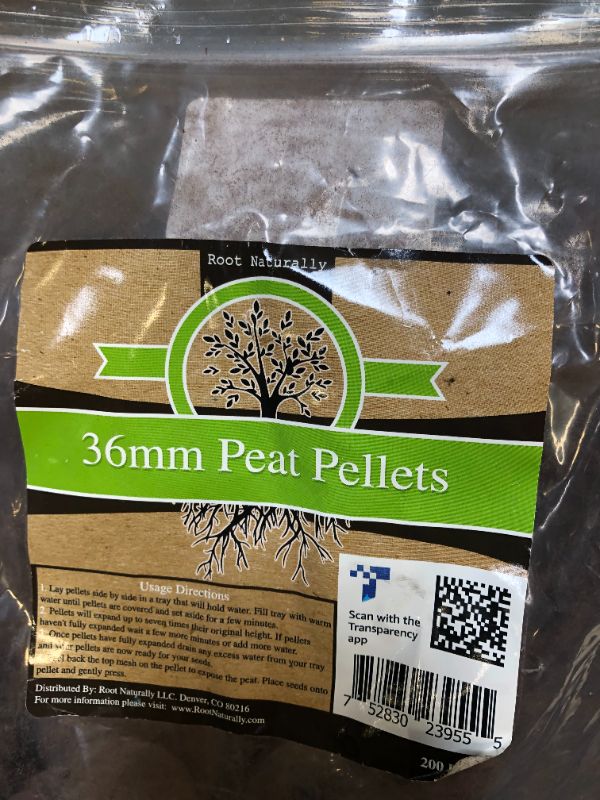 Root Naturally
36mm Peat Pellets
Usage Directions
1. Lay pellets side by side in a tray that will hold water. Fill tray with warm
water until pellets are covered and set aside for a few minutes.
2. Pellets will expand up to seven times their original height. If pellets
haven't fully expanded wait a few more minutes or add more water.
Once pellets have fully expanded drain any excess water from your tray
and your pellets are now ready for your seeds.
back the top mesh on the pellet to expose the peat. Place seeds onto
pellet and gently press.
Distributed By: Root Naturally LLC. Denver, CO 80216
For more information please visit: www.RootNaturally.com
Scan with the
Transparency
app
7 52830 23955 5
200